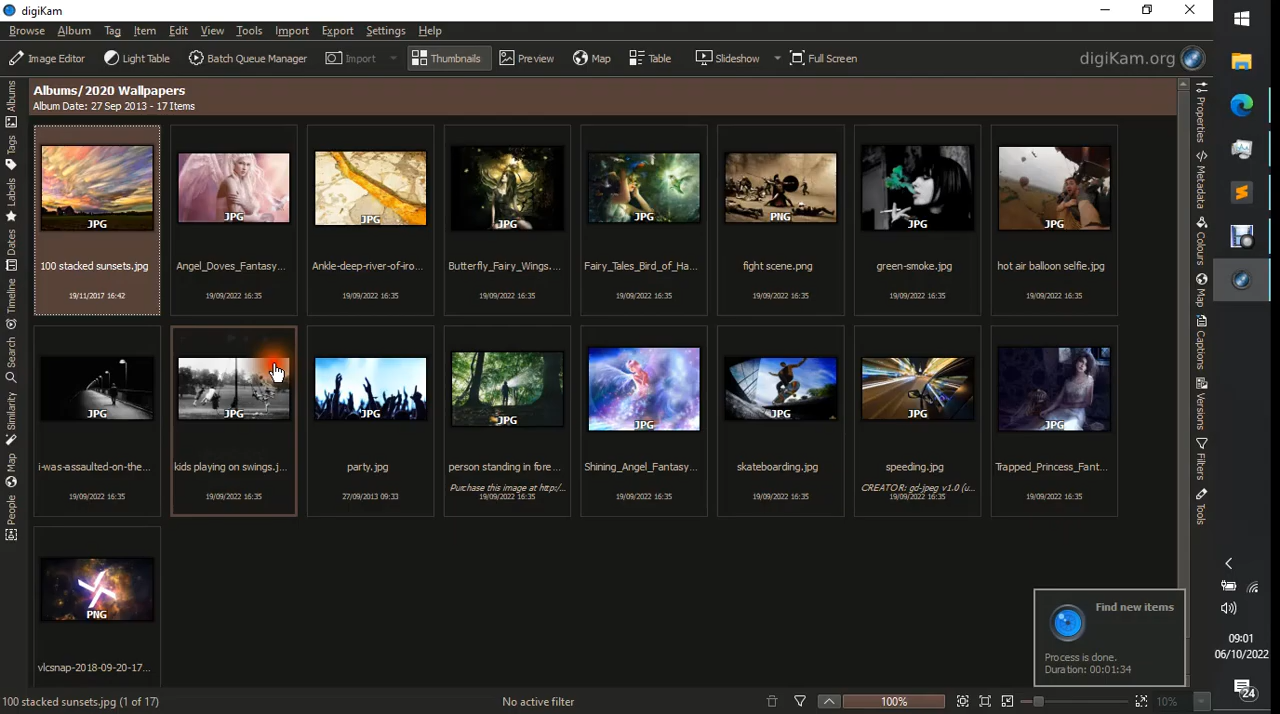 digiKam
Browse Album Tag Item Edit View Tools Import Export Settings Help
Image Editor Light Table Batch Queue Manager Import Thumbnails Preview Map Table Slideshow Full Screen digiKam.org
Albums/2020 Wallpapers
Album Date: 27 Sep 2013 - 17 Items
JPG JPG JPG JPG JPG PNG JPG JPG
100 stacked sunsets.jpg Angel_Doves_Fantasy... Ankle-deep-river-of-iro... Butterfly_Fairy_Wings.... Fairy_Tales_Bird_of_Ha... fight scene.png green-smoke.jpg hot air balloon selfie.jpg
19/11/2017 16:42 19/09/2022 16:35 19/09/2022 16:35 19/09/2022 16:35 19/09/2022 16:35 19/09/2022 16:35 19/09/2022 16:35 19/09/2022 16:35
JPG JPG JPG JPG JPG JPG JPG JPG
i-was-assaulted-on-the... kids playing on swings.j... party.jpg person standing in fore... Shining_Angel_Fantasy... skateboarding.jpg speeding.jpg Trapped_Princess_Fant...
Purchase this image at http:/... CREATOR: gd-jpeg v1.0 (u...
19/09/2022 16:35 19/09/2022 16:35 27/09/2013 09:33 19/09/2022 16:35 19/09/2022 16:35 19/09/2022 16:35 19/09/2022 16:35 19/09/2022 16:35
PNG
vlcsnap-2018-09-20-17...
Albums
Tags
Labels
Dates
Timeline
Search
Similarity
Map
People
Properties
Metadata
Colours
Map
Captions
Versions
Filters
Tools
Find new items
Process is done.
Duration: 00:01:34
100 stacked sunsets.jpg (1 of 17) No active filter 100% 10%
09:01
06/10/2022
24